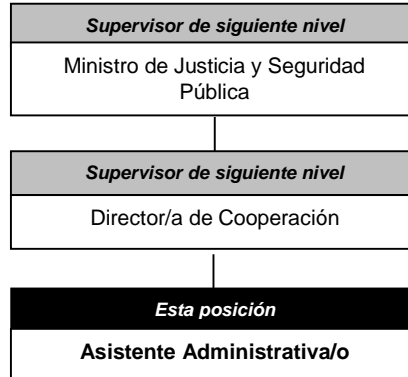 Supervisor de siguiente nivel
Ministro de Justicia y Seguridad
Pública
Supervisor de siguiente nivel
Director/a de Cooperación
Esta posición
Asistente Administrativa/o